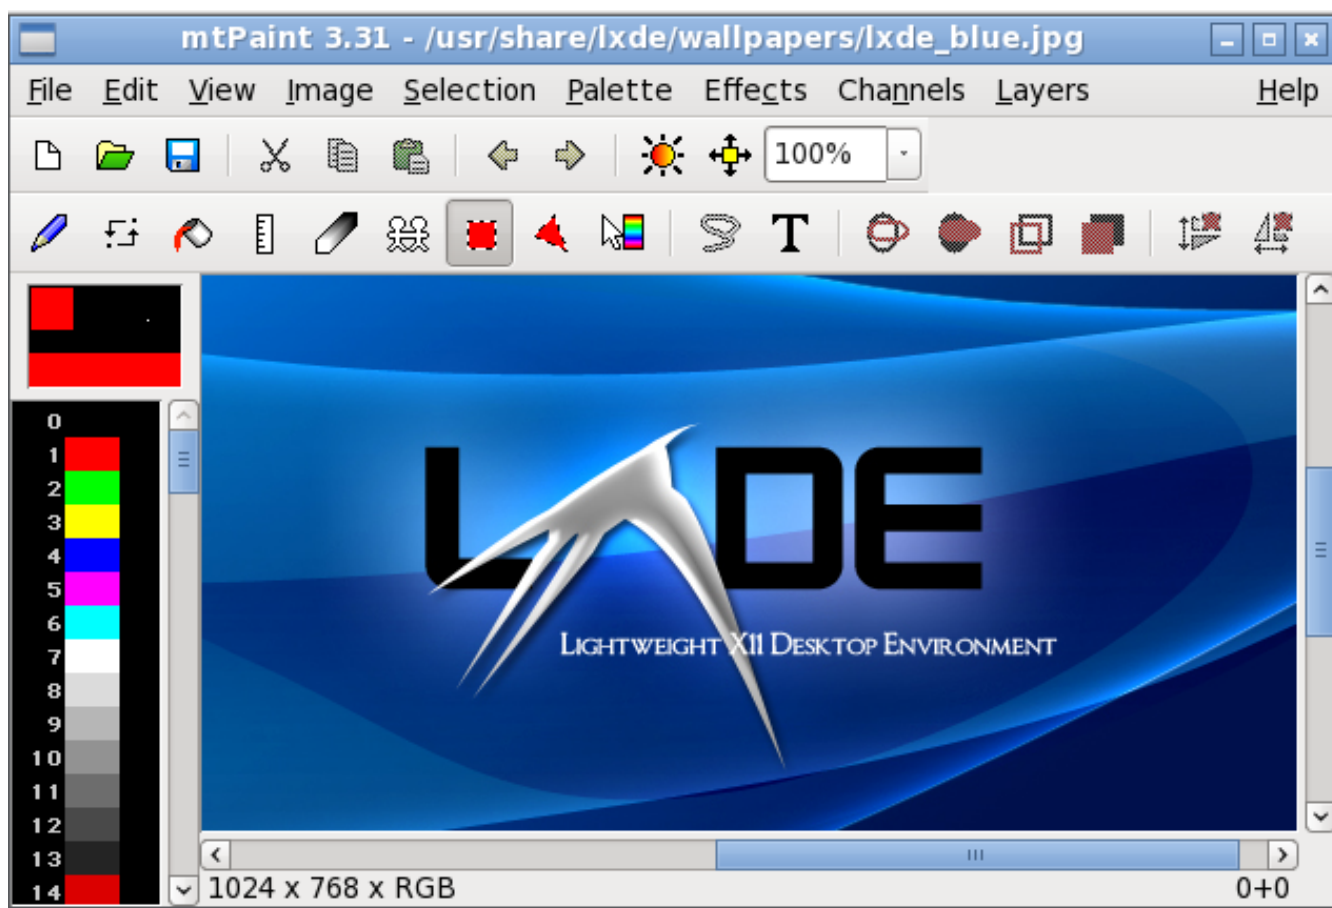 mtPaint 3.31 - /usr/share/lxde/wallpapers/lxde_blue.jpg
File Edit View Image Selection Palette Effects Channels Layers Help
100%
T
0
1
2
3
4
5
6
7
8
9
10
11
12
13
14
LXDE
Lightweight X11 Desktop Environment
1024 x 768 x RGB
0+0